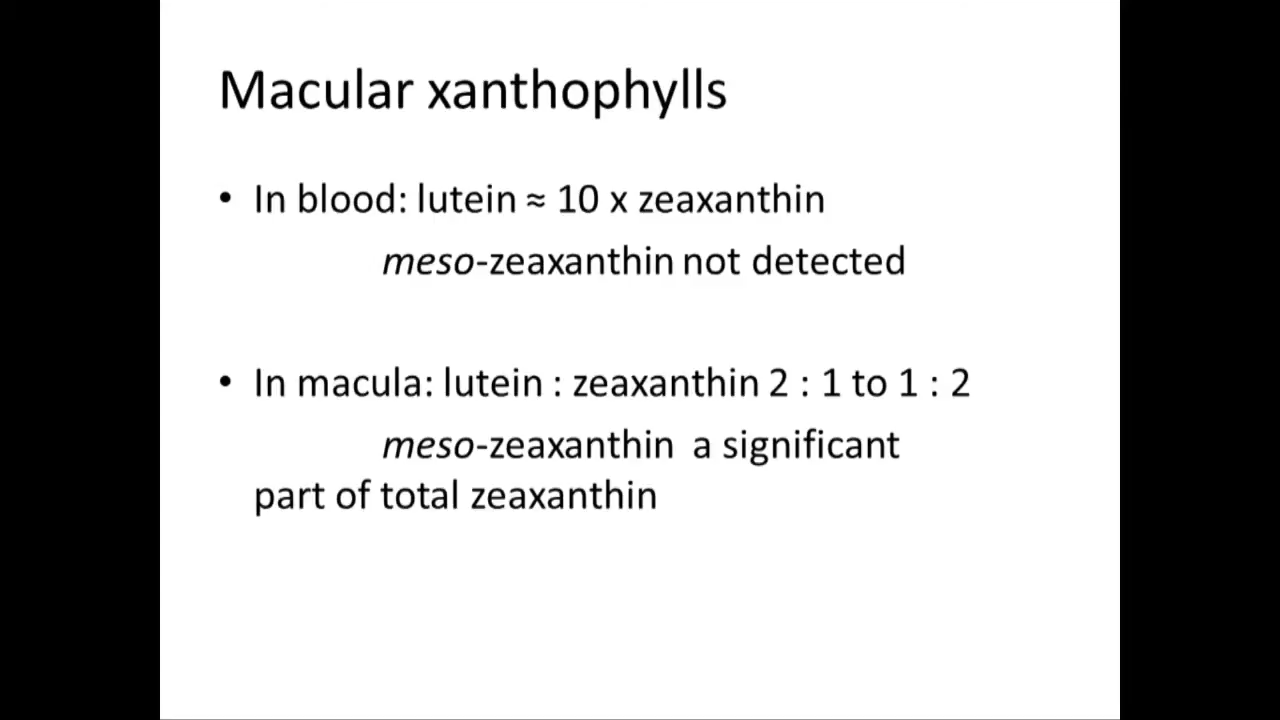 Macular xanthophylls
• In blood: lutein ≈ 10 x zeaxanthin
meso-zeaxanthin not detected
• In macula: lutein : zeaxanthin 2 : 1 to 1 : 2
meso-zeaxanthin a significant
part of total zeaxanthin